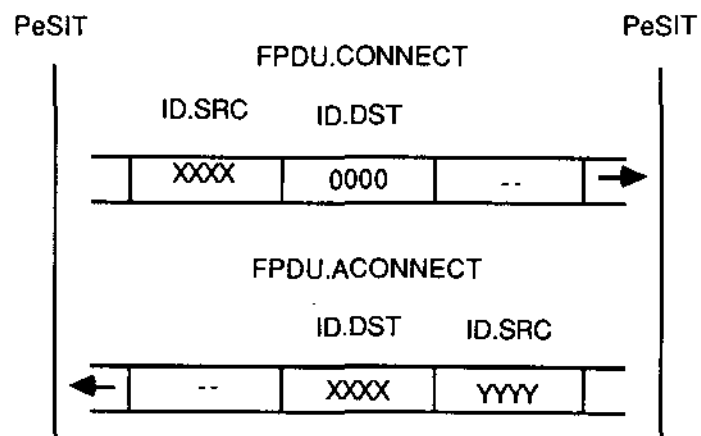 PeSIT PeSIT
FPDU.CONNECT
ID.SRC ID.DST
XXXX 0000 --
FPDU.ACONNECT
ID.DST ID.SRC
-- XXXX YYYY